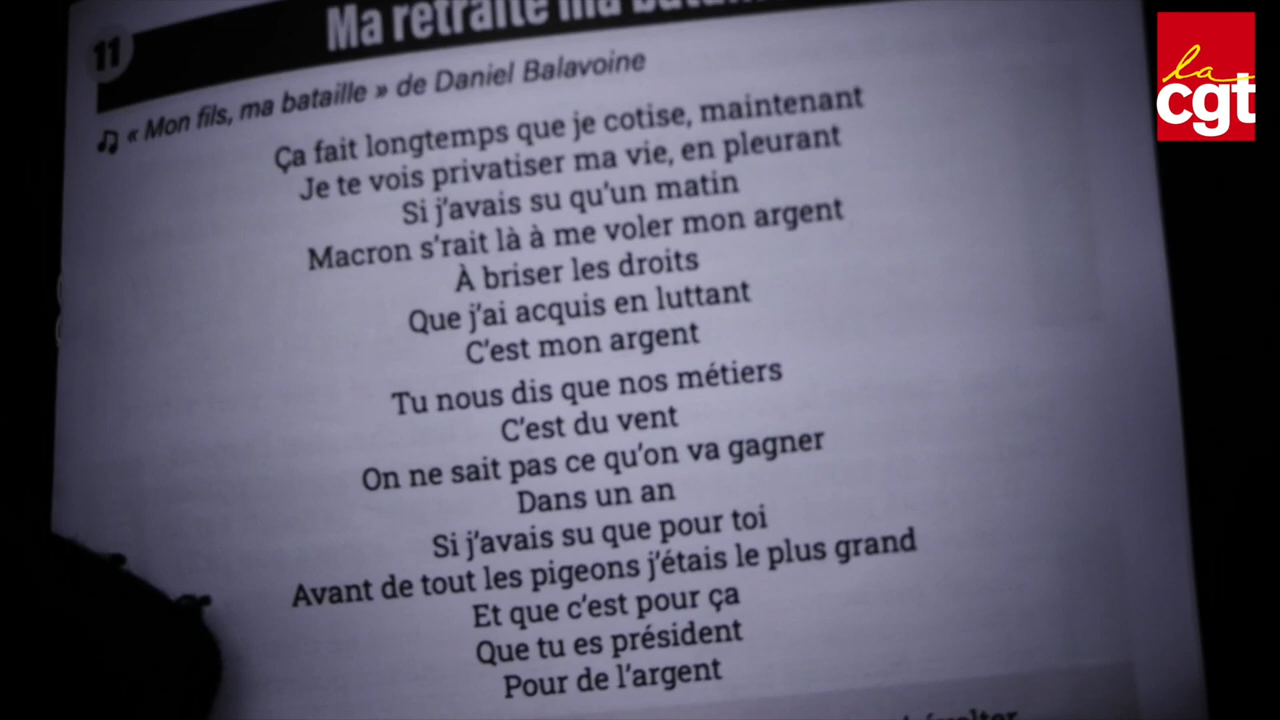 11
Ma retraite ma
« Mon fils, ma bataille » de Daniel Balavoine
Ça fait longtemps que je cotise, maintenant
Je te vois privatiser ma vie, en pleurant
Si j'avais su qu'un matin
Macron s'rait là à me voler mon argent
À briser les droits
Que j'ai acquis en luttant
C'est mon argent
Tu nous dis que nos métiers
C'est du vent
On ne sait pas ce qu'on va gagner
Dans un an
Si j'avais su que pour toi
Avant de tout les pigeons j'étais le plus grand
Et que c'est pour ça
Que tu es président
Pour de l'argent
la
cgt